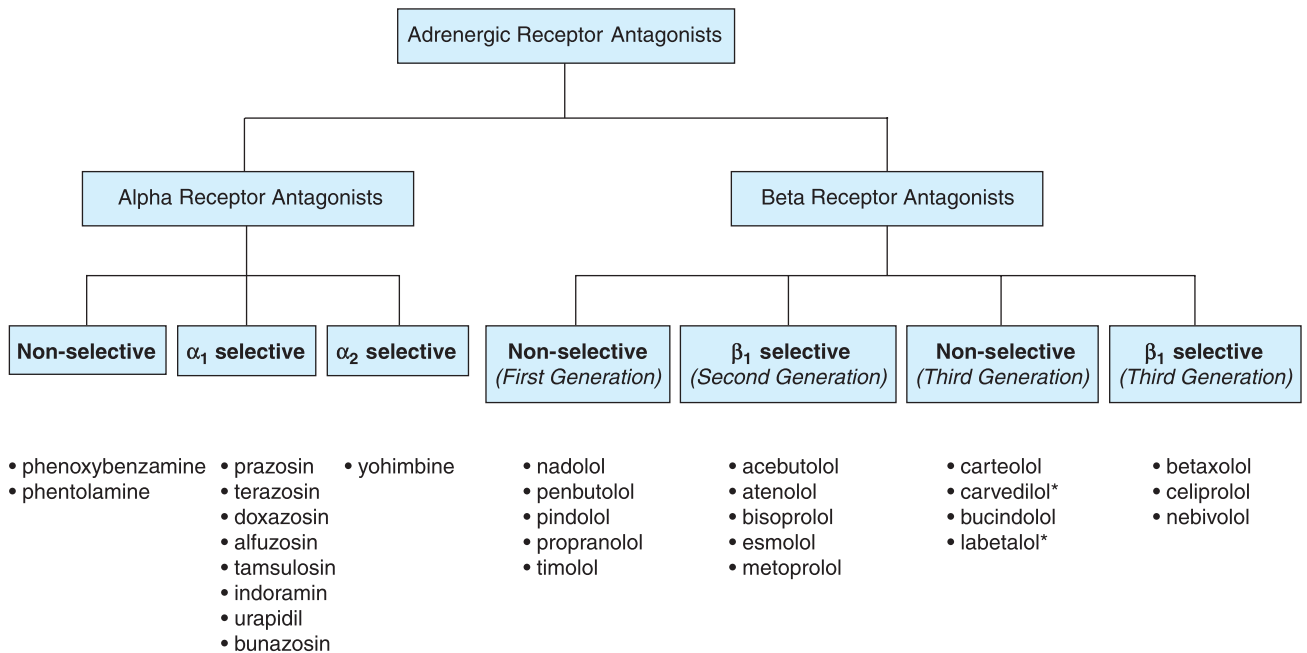 Adrenergic Receptor Antagonists
Alpha Receptor Antagonists
Beta Receptor Antagonists
Non-selective
α1 selective
α2 selective
Non-selective
(First Generation)
β1 selective
(Second Generation)
Non-selective
(Third Generation)
β1 selective
(Third Generation)
• phenoxybenzamine
• phentolamine
• prazosin
• terazosin
• doxazosin
• alfuzosin
• tamsulosin
• indoramin
• urapidil
• bunazosin
• yohimbine
• nadolol
• penbutolol
• pindolol
• propranolol
• timolol
• acebutolol
• atenolol
• bisoprolol
• esmolol
• metoprolol
• carteolol
• carvedilol*
• bucindolol
• labetalol*
• betaxolol
• celiprolol
• nebivolol